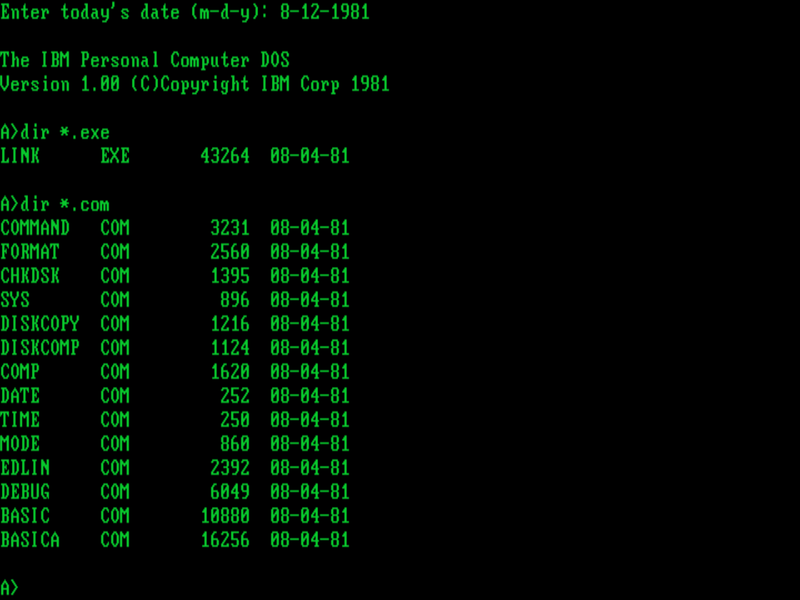 Enter today's date (m-d-y): 8-12-1981
The IBM Personal Computer DOS
Version 1.00 (C)Copyright IBM Corp 1981
A>dir *.exe
LINK     EXE     43264  08-04-81
A>dir *.com
COMMAND  COM      3231  08-04-81
FORMAT   COM      2560  08-04-81
CHKDSK   COM      1395  08-04-81
SYS      COM       896  08-04-81
DISKCOPY COM      1216  08-04-81
DISKCOMP COM      1124  08-04-81
COMP     COM      1620  08-04-81
DATE     COM       252  08-04-81
TIME     COM       250  08-04-81
MODE     COM       860  08-04-81
EDLIN    COM      2392  08-04-81
DEBUG    COM      6049  08-04-81
BASIC    COM     10880  08-04-81
BASICA   COM     16256  08-04-81
A>